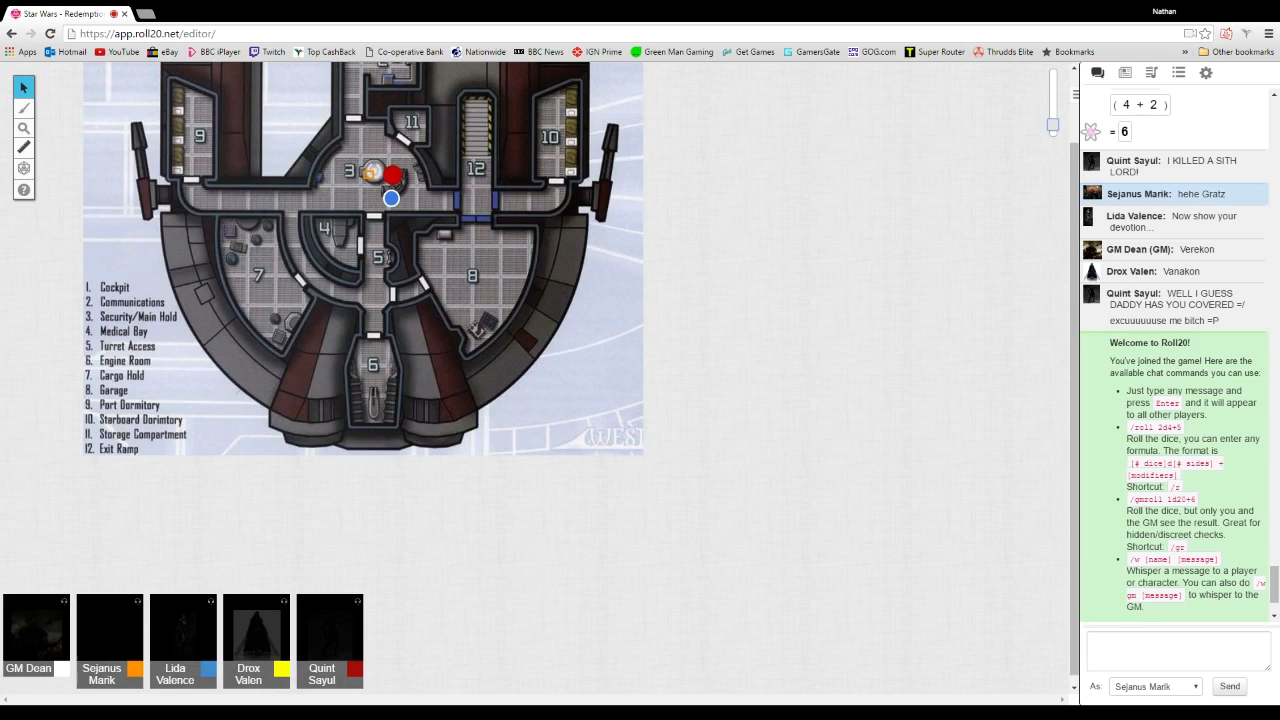 Star Wars - Redemptio
Nathan
https://app.roll20.net/editor/
Apps Hotmail YouTube eBay BBC iPlayer Twitch Top CashBack Co-operative Bank Nationwide BBC News IGN Prime Green Man Gaming Get Games GamersGate GOG.com Super Router Thrudds Elite Bookmarks » Other bookmarks
11
9
10
3
12
4
5
7
8
6
1. Cockpit
2. Communications
3. Security/Main Hold
4. Medical Bay
5. Turret Access
6. Engine Room
7. Cargo Hold
8. Garage
9. Port Dormitory
10. Starboard Dorimtory
11. Storage Compartment
12. Exit Ramp
WEST
GM Dean
Sejanus Marik
Lida Valence
Drox Valen
Quint Sayul
( 4 + 2 )
= 6
Quint Sayul: I KILLED A SITH
LORD!
Sejanus Marik: hehe Gratz
Lida Valence: Now show your
devotion...
GM Dean (GM): Verekon
Drox Valen: Vanakon
Quint Sayul: WELL I GUESS
DADDY HAS YOU COVERED =/
excuuuuuuse me bitch =P
Welcome to Roll20!
You've joined the game! Here are the
available chat commands you can use:
• Just type any message and
press Enter and it will appear
to all other players.
• /roll 2d4+5
Roll the dice, you can enter any
formula. The format is
[# dice]d[# sides] +
[modifiers]
Shortcut: /r
• /gmroll 1d20+6
Roll the dice, but only you and
the GM see the result. Great for
hidden/discreet checks.
Shortcut: /gr
• /w [name] [message]
Whisper a message to a player
or character. You can also do /w
gm [message] to whisper to the
GM.
As: Sejanus Marik Send